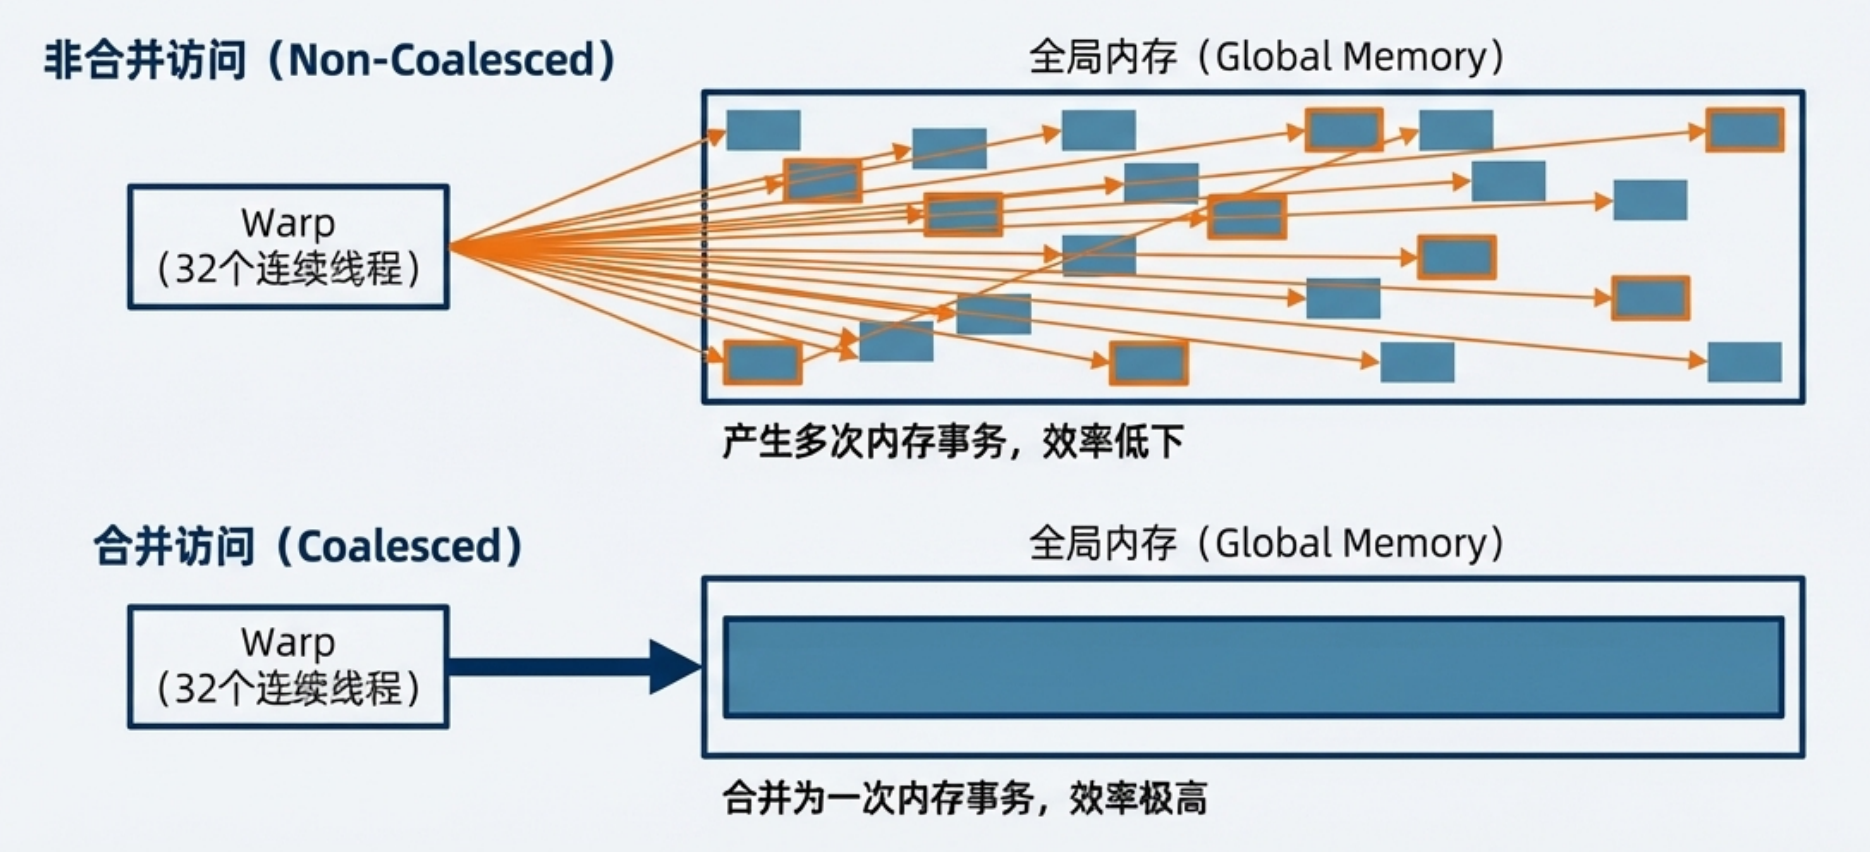 非合并访问（Non-Coalesced）
全局内存（Global Memory）
Warp
（32个连续线程）
产生多次内存事务，效率低下
合并访问（Coalesced）
全局内存（Global Memory）
Warp
（32个连续线程）
合并为一次内存事务，效率极高